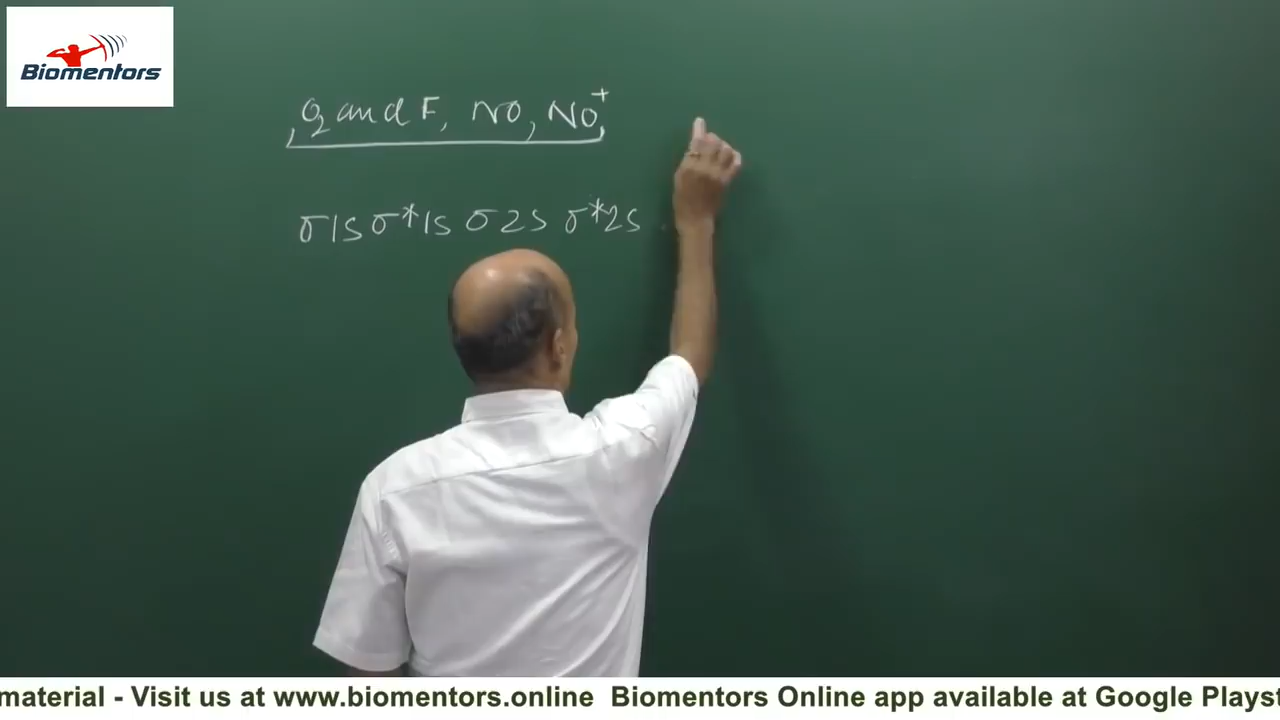 Biomentors
, O2 and F, NO, NO+,
σ1s σ*1s σ2s σ*2s
material - Visit us at www.biomentors.online Biomentors Online app available at Google Playst